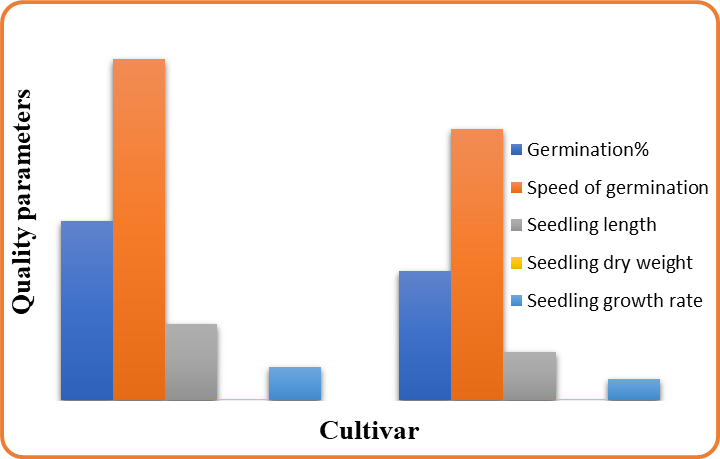 Quality parameters
Germination%
Speed of germination
Seedling length
Seedling dry weight
Seedling growth rate
Cultivar